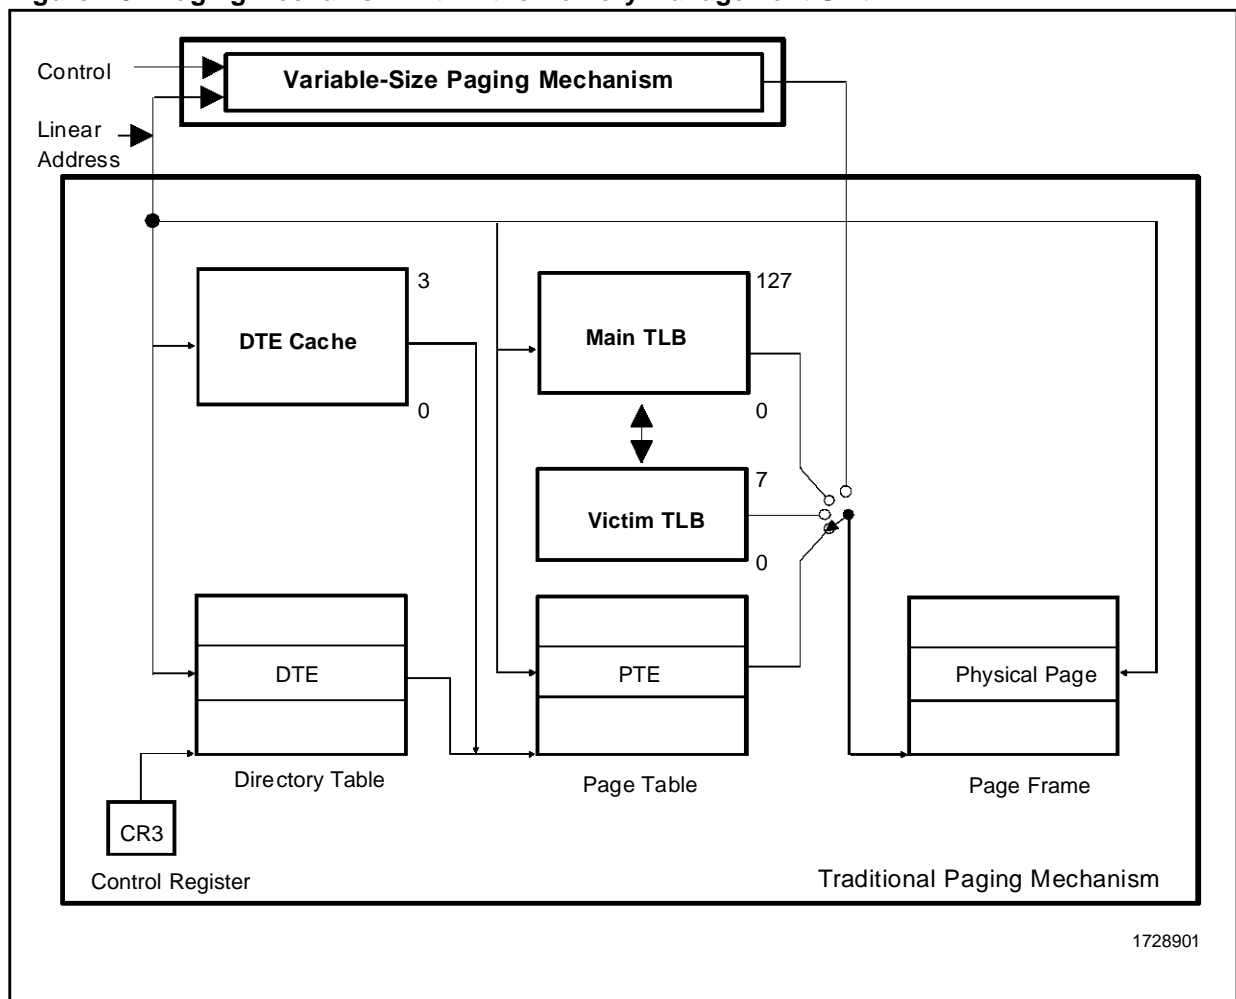 Control
Variable-Size Paging Mechanism
Linear
Address
3
127
DTE Cache
Main TLB
0
0
7
Victim TLB
0
DTE
PTE
Physical Page
Directory Table
Page Table
Page Frame
CR3
Control Register
Traditional Paging Mechanism
1728901